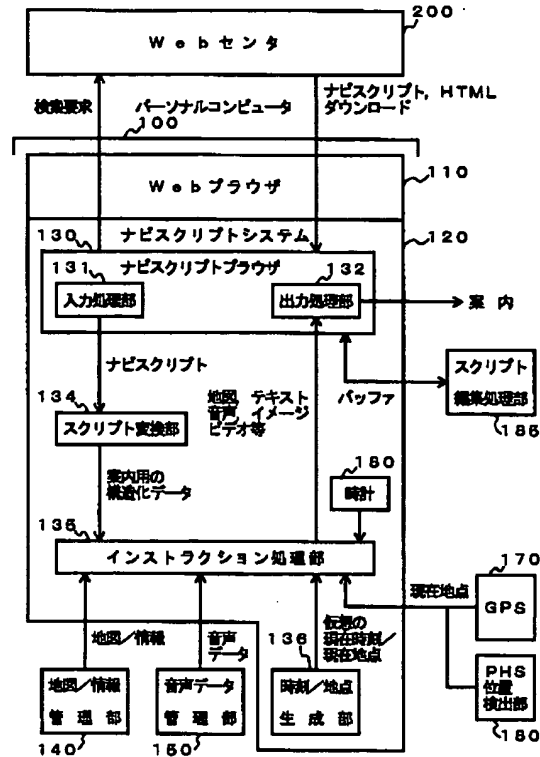 200
Ｗｅｂセンタ
検索要求
パーソナルコンピュータ
100
ナビスクリプト，ＨＴＭＬ
ダウンロード
Ｗｅｂブラウザ
110
ナビスクリプトシステム
120
130
ナビスクリプトブラウザ
131
132
入力処理部
出力処理部
案内
ナビスクリプト
地図，テキスト
音声，イメージ
ビデオ等
バッファ
スクリプト
編集処理部
185
134
スクリプト変換部
180
時計
案内用の
構造化データ
135
インストラクション処理部
現在地点
170
GPS
地図／情報
音声
データ
136
仮想の
現在時刻／
現在地点
地図／情報
管理部
140
音声データ
管理部
150
時刻／地点
生成部
PHS
位置
検出部
180